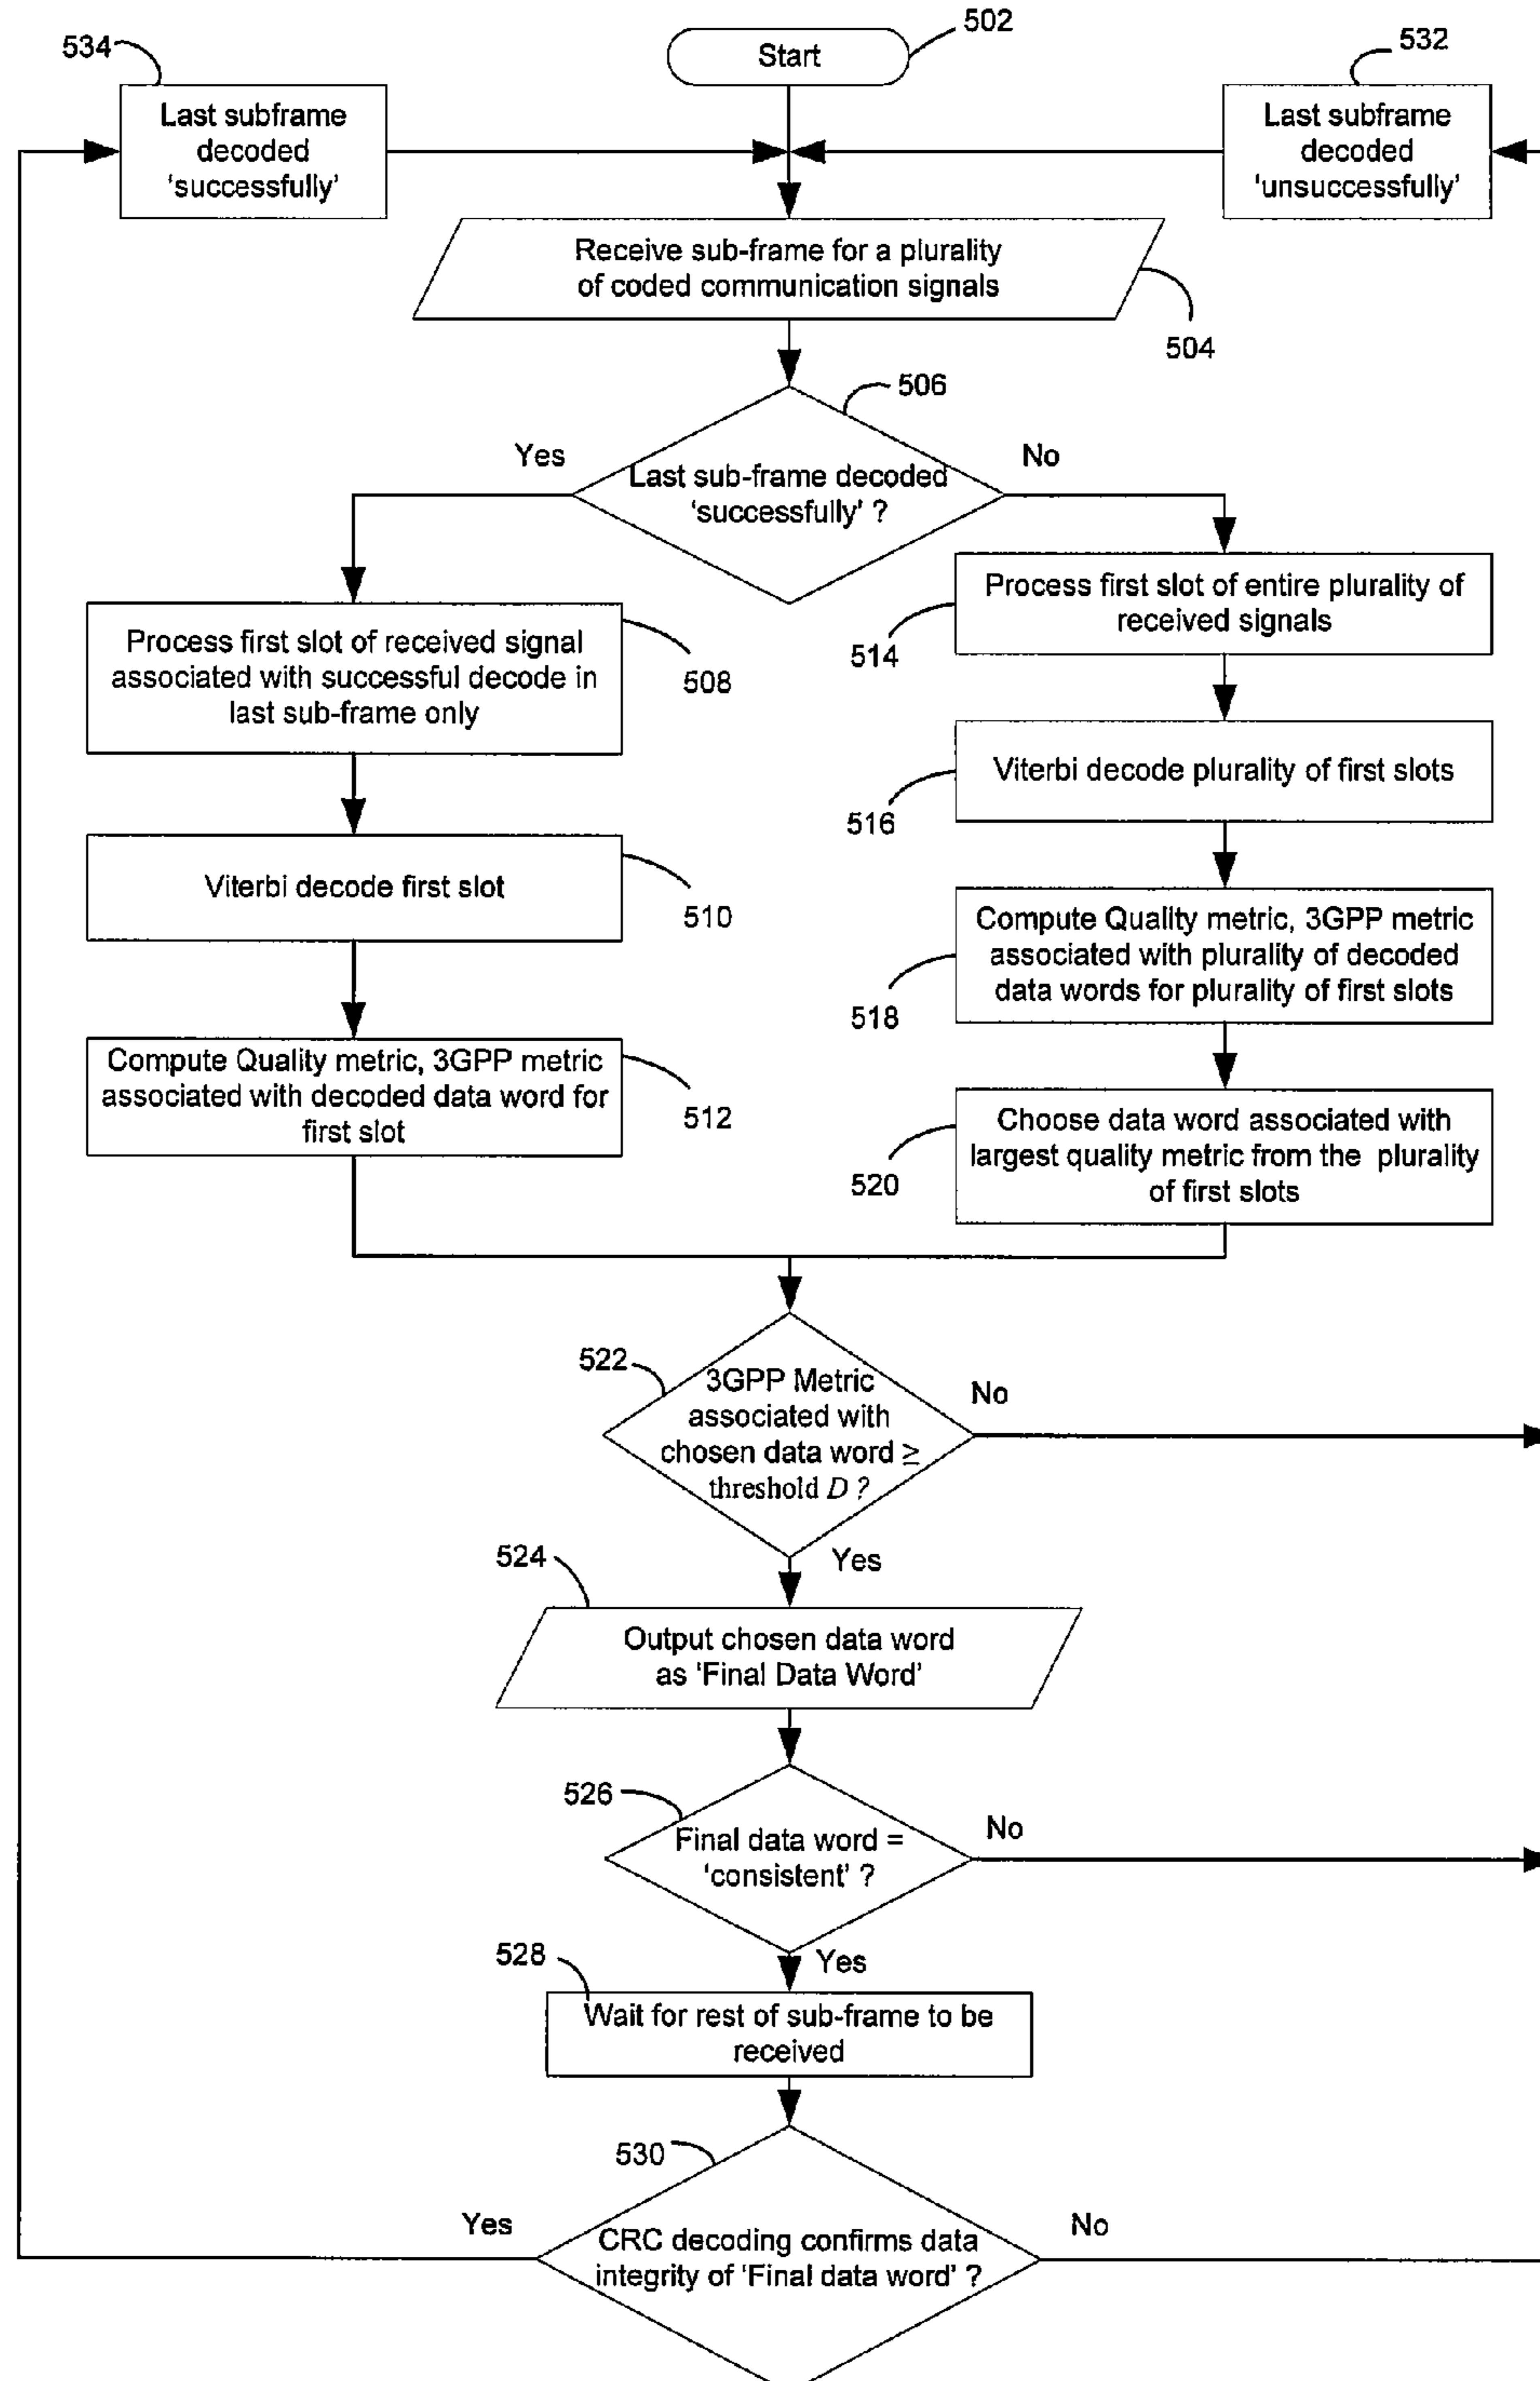 502
Start
534
532
Last subframe
decoded
'successfully'
Last subframe
decoded
'unsuccessfully'
Receive sub-frame for a plurality
of coded communication signals
504
506
Yes
No
Last sub-frame decoded
'successfully' ?
Process first slot of received signal
associated with successful decode in
last sub-frame only
508
Process first slot of entire plurality of
received signals
514
Viterbi decode first slot
510
Viterbi decode plurality of first slots
516
Compute Quality metric, 3GPP metric
associated with decoded data word for
first slot
512
Compute Quality metric, 3GPP metric
associated with plurality of decoded
data words for plurality of first slots
518
Choose data word associated with
largest quality metric from the plurality
of first slots
520
522
3GPP Metric
associated with
chosen data word ≥
threshold D ?
No
Yes
524
Output chosen data word
as 'Final Data Word'
526
Final data word =
'consistent' ?
No
Yes
528
Wait for rest of sub-frame to be
received
530
Yes
No
CRC decoding confirms data
integrity of 'Final data word' ?